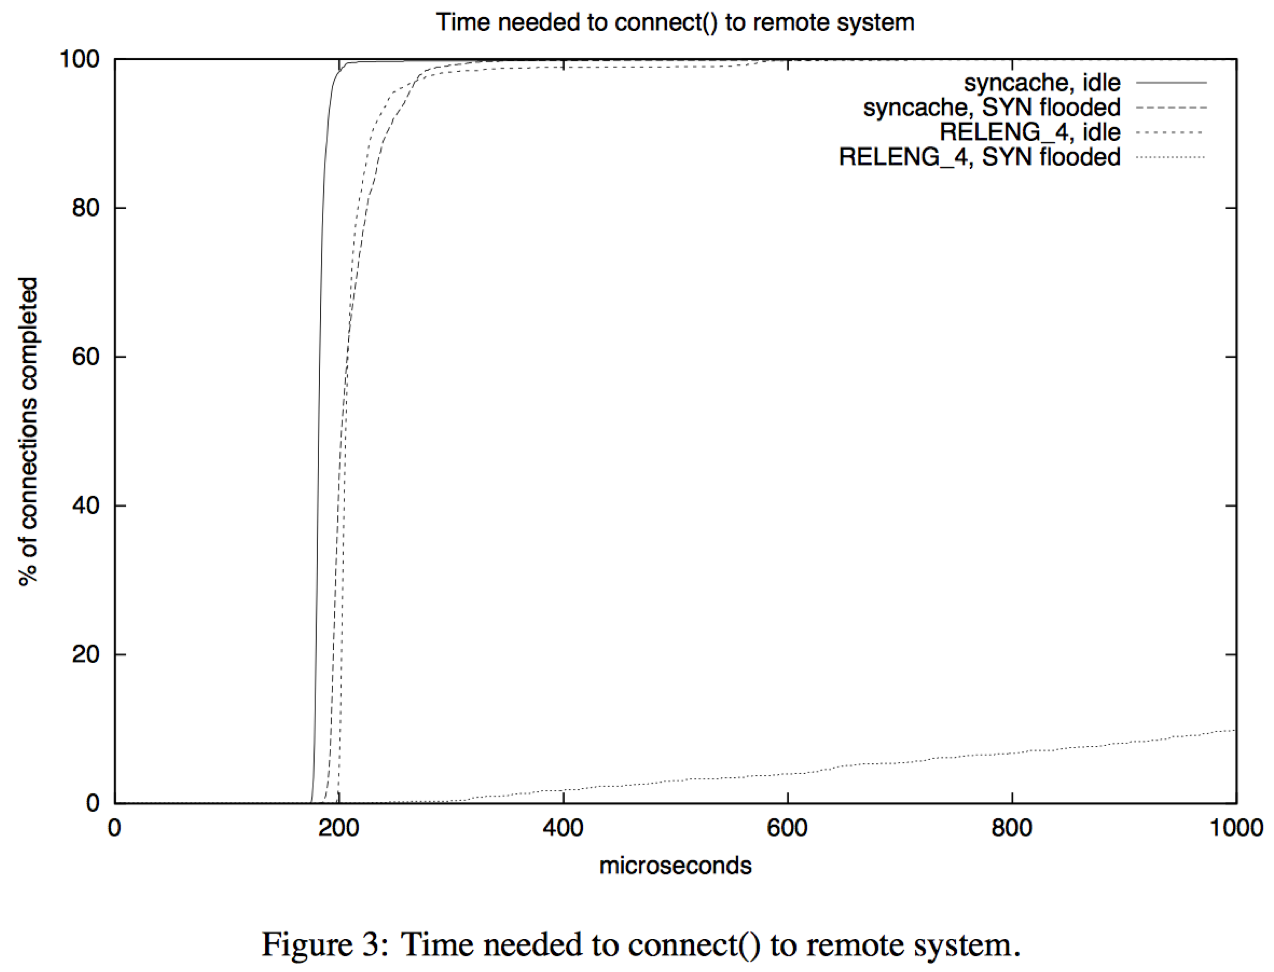 Time needed to connect() to remote system
100
80
60
40
20
0
% of connections completed
syncache, idle
syncache, SYN flooded
RELENG_4, idle
RELENG_4, SYN flooded
0 200 400 600 800 1000
microseconds
Figure 3: Time needed to connect() to remote system.